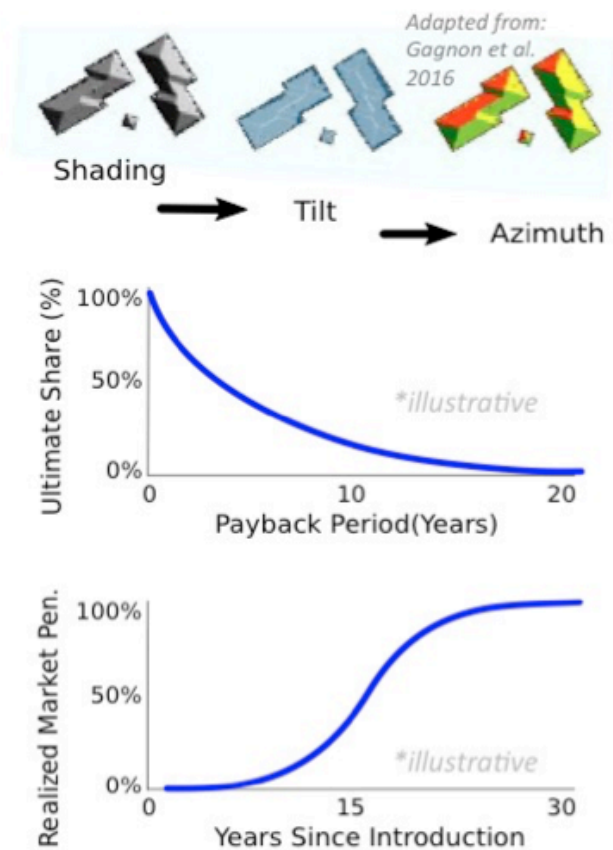 Adapted from:
Gagnon et al.
2016
Shading
Tilt
Azimuth
Ultimate Share (%)
100%
50%
0%
*illustrative
0 10 20
Payback Period(Years)
Realized Market Pen.
100%
50%
0%
*illustrative
0 15 30
Years Since Introduction